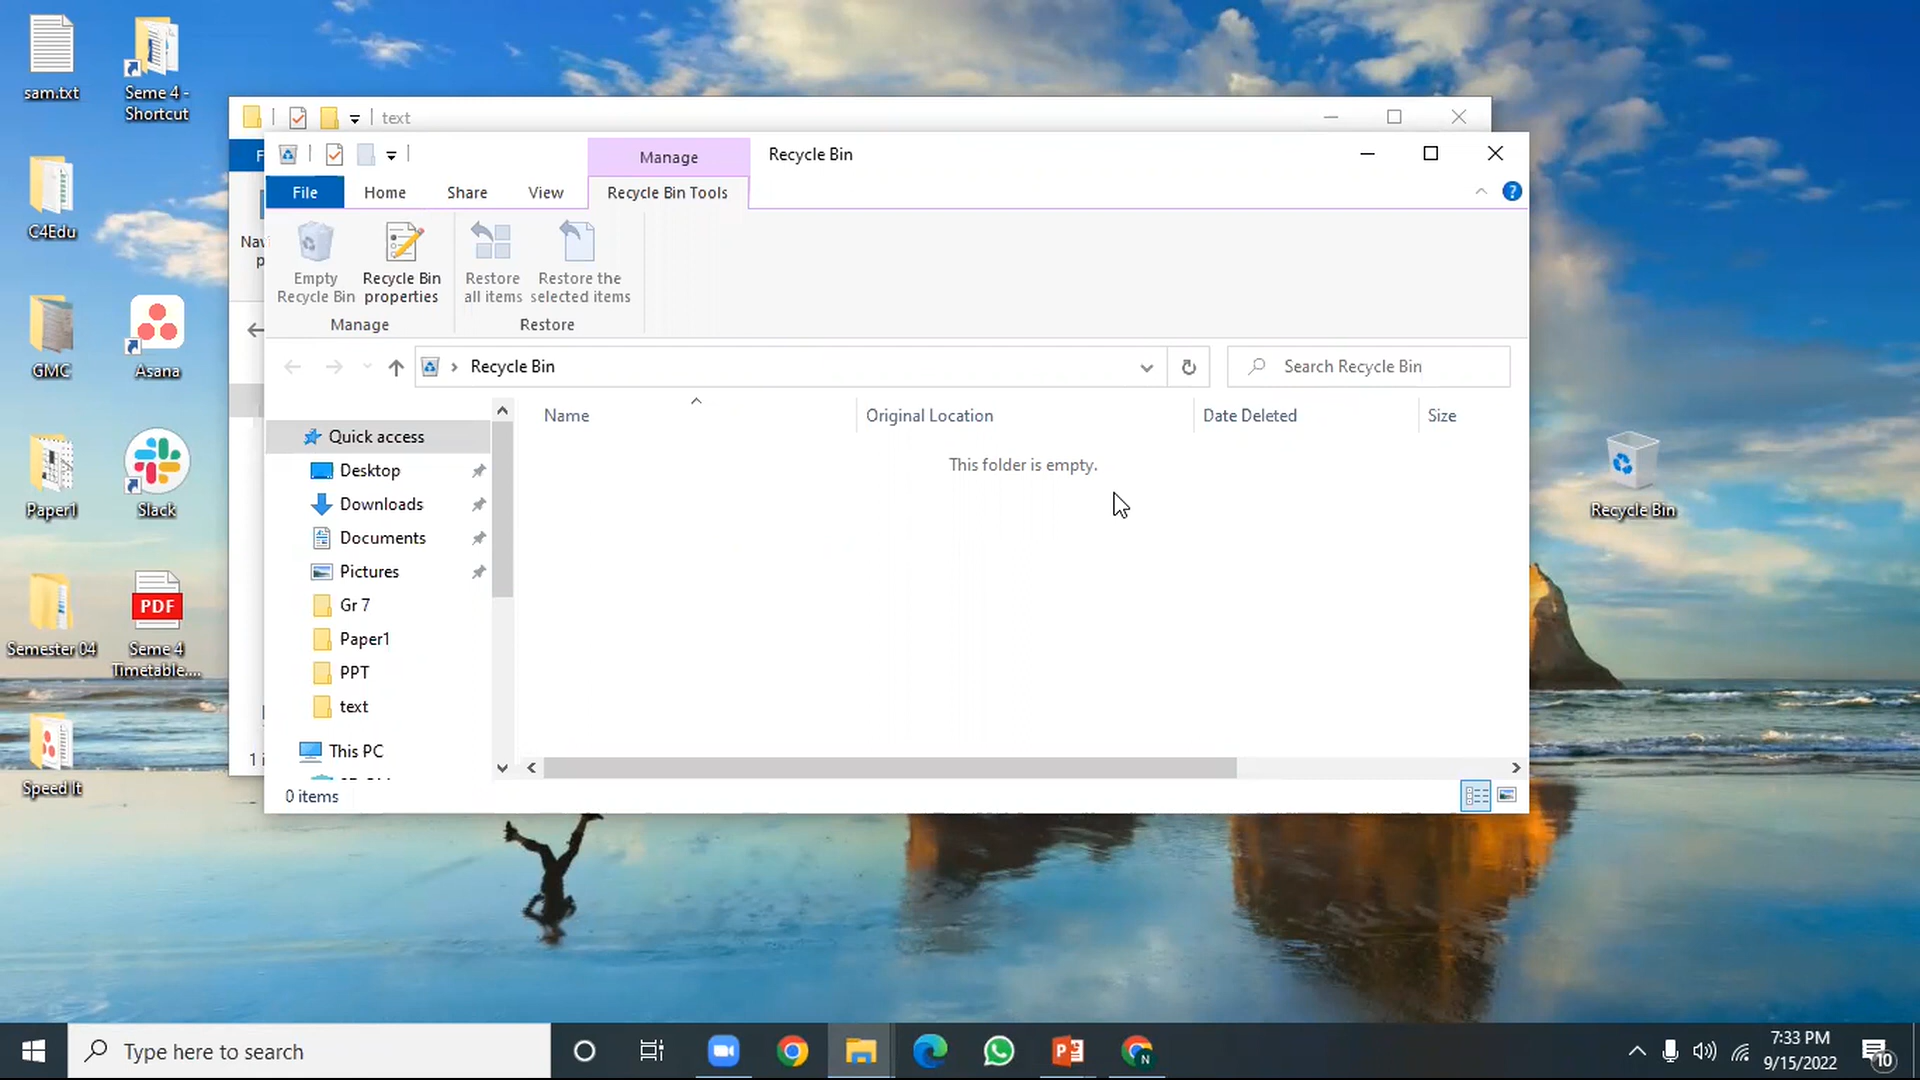 sam.txt
Seme 4 -
Shortcut
C4Edu
GMC
Asana
Paper1
Slack
Semester 04
Seme 4
Timetable....
Speed It
text
F
Nav
p
1 i
Manage
Recycle Bin
File
Home
Share
View
Recycle Bin Tools
Empty
Recycle Bin
Recycle Bin
properties
Restore
all items
Restore the
selected items
Manage
Restore
Recycle Bin
Search Recycle Bin
Name
Original Location
Date Deleted
Size
This folder is empty.
Quick access
Desktop
Downloads
Documents
Pictures
Gr 7
Paper1
PPT
text
This PC
0 items
Recycle Bin
PDF
Type here to search
N
7:33 PM
9/15/2022
10